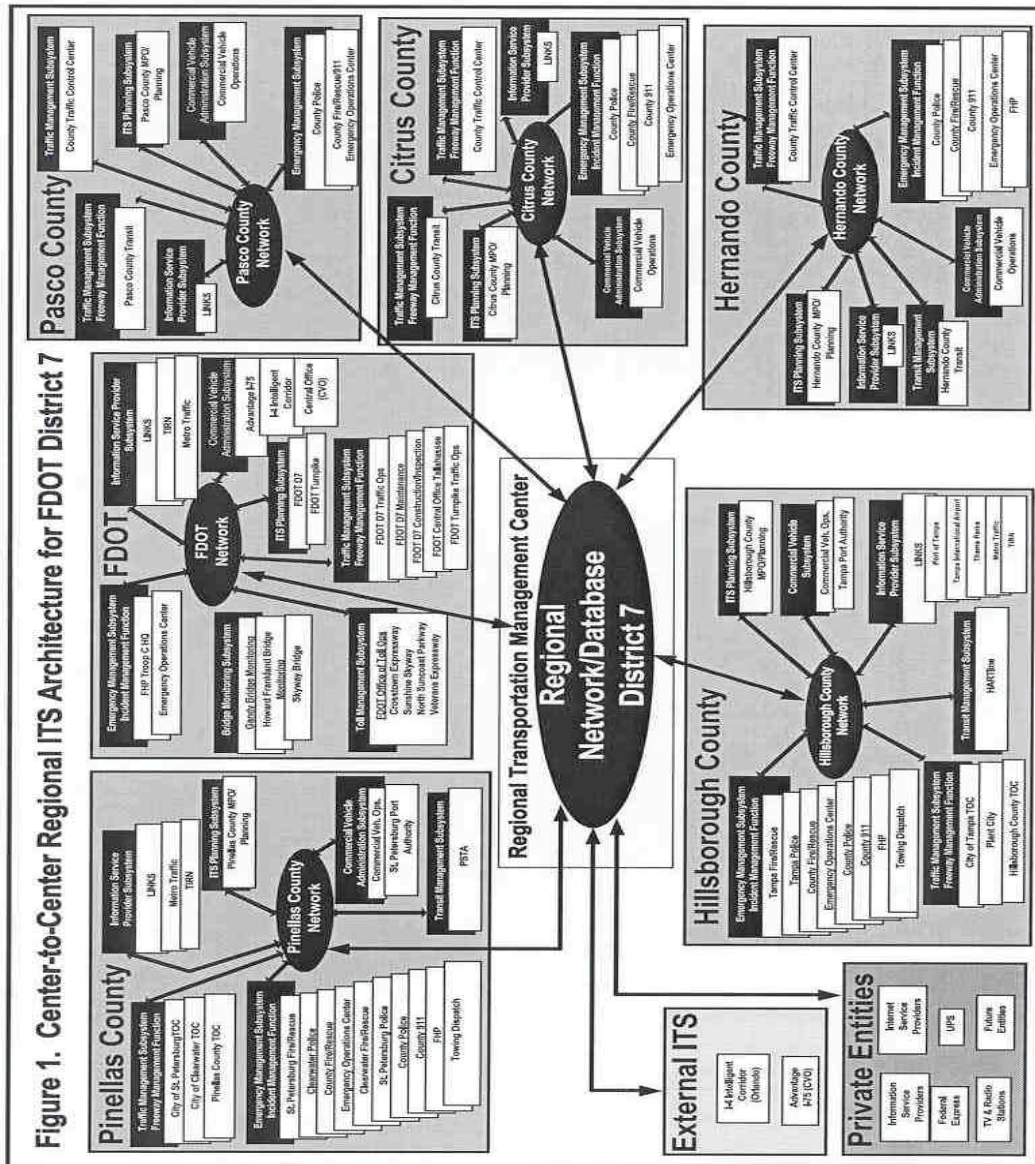 Figure 1. Center-to-Center Regional ITS Architecture for FDOT District 7
Pinellas County
Traffic Management Subsystem
Freeway Management Function
City of St. PetersburgTOC
City of Clearwater TOC
Pinellas County TOC
Information Service
Provider Subsystem
LINKS
Metro Traffic
TIRN
ITS Planning Subsystem
Pinellas County MPO/
Planning
Pinellas County
Network
Commercial Vehicle
Administration Subsystem
Commercial Veh. Ops.
St. Petersburg Port
Authority
Transit Management Subsystem
PSTA
Emergency Management Subsystem
Incident Management Function
St. Petersburg Fire/Rescue
Clearwater Police
County Fire/Rescue
Emergency Operations Center
Clearwater Fire/Rescue
St. Petersburg Police
County Police
County 911
FHP
Towing Dispatch
FDOT
Emergency Management Subsystem
Incident Management Function
FHP Troop C HQ
Emergency Operations Center
Information Service Provider
Subsystem
LINKS
TIRN
Metro Traffic
FDOT
Network
Commercial Vehicle
Administration Subsystem
Advantage I-75
I-4 Intelligent
Corridor
Central Office
(CVO)
ITS Planning Subsystem
FDOT D7
FDOT Turnpike
Bridge Monitoring Subsystem
Gandy Bridge Monitoring
Howard Frankland Bridge
Monitoring
Skyway Bridge
Traffic Management Subsystem
Freeway Management Function
FDOT D7 Traffic Ops
FDOT D7 Maintenance
FDOT D7 Construction/Inspection
FDOT Central Office Tallahassee
FDOT Turnpike Traffic Ops
Toll Management Subsystem
FDOT Office of Toll Ops
Crosstown Expressway
Sunshine Skyway
North Suncoast Parkway
Veterans Expressway
Pasco County
Traffic Management Subsystem
Freeway Management Function
Pasco County Transit
Traffic Management Subsystem
County Traffic Control Center
ITS Planning Subsystem
Pasco County MPO/
Planning
Commercial Vehicle
Administration Subsystem
Commercial Vehicle
Operations
Information Service
Provider Subsystem
LINKS
Pasco County
Network
Emergency Management Subsystem
County Police
County Fire/Rescue/911
Emergency Operations Center
Regional Transportation Management Center
Regional
Network/Database
District 7
Citrus County
Traffic Management Subsystem
Freeway Management Function
Citrus County Transit
Traffic Management Subsystem
Freeway Management Function
County Traffic Control Center
Information Service
Provider Subsystem
LINKS
ITS Planning Subsystem
Citrus County MPO/
Planning
Citrus County
Network
Emergency Management Subsystem
Incident Management Function
County Police
County Fire/Rescue
County 911
Emergency Operations Center
Commercial Vehicle
Administration Subsystem
Commercial Vehicle
Operations
External ITS
I-4 Intelligent
Corridor
(Orlando)
Advantage
I-75 (CVO)
Private Entities
Information
Service
Providers
Internet
Service
Providers
Federal
Express
UPS
TV & Radio
Stations
Future
Entities
Hillsborough County
Emergency Management Subsystem
Incident Management Function
Tampa Fire/Rescue
Tampa Police
County Fire/Rescue
Emergency Operations Center
County Police
County 911
FHP
Towing Dispatch
Traffic Management Subsystem
Freeway Management Function
City of Tampa TOC
Plant City
Hillsborough County TOC
Hillsborough County
Network
ITS Planning Subsystem
Hillsborough County
MPO/Planning
Commercial Vehicle
Subsystem
Commercial Veh. Ops.
Tampa Port Authority
Information Service
Provider Subsystem
LINKS
Port of Tampa
Tampa International Airport
Theme Parks
Metro Traffic
TIRN
Transit Management Subsystem
HARTline
Hernando County
Traffic Management Subsystem
Freeway Management Function
County Traffic Control Center
ITS Planning Subsystem
Hernando County MPO/
Planning
Information Service
Provider Subsystem
LINKS
Transit Management
Subsystem
Hernando County
Transit
Hernando County
Network
Emergency Management Subsystem
Incident Management Function
County Police
County Fire/Rescue
County 911
Emergency Operations Center
FHP
Commercial Vehicle
Administration Subsystem
Commercial Vehicle
Operations